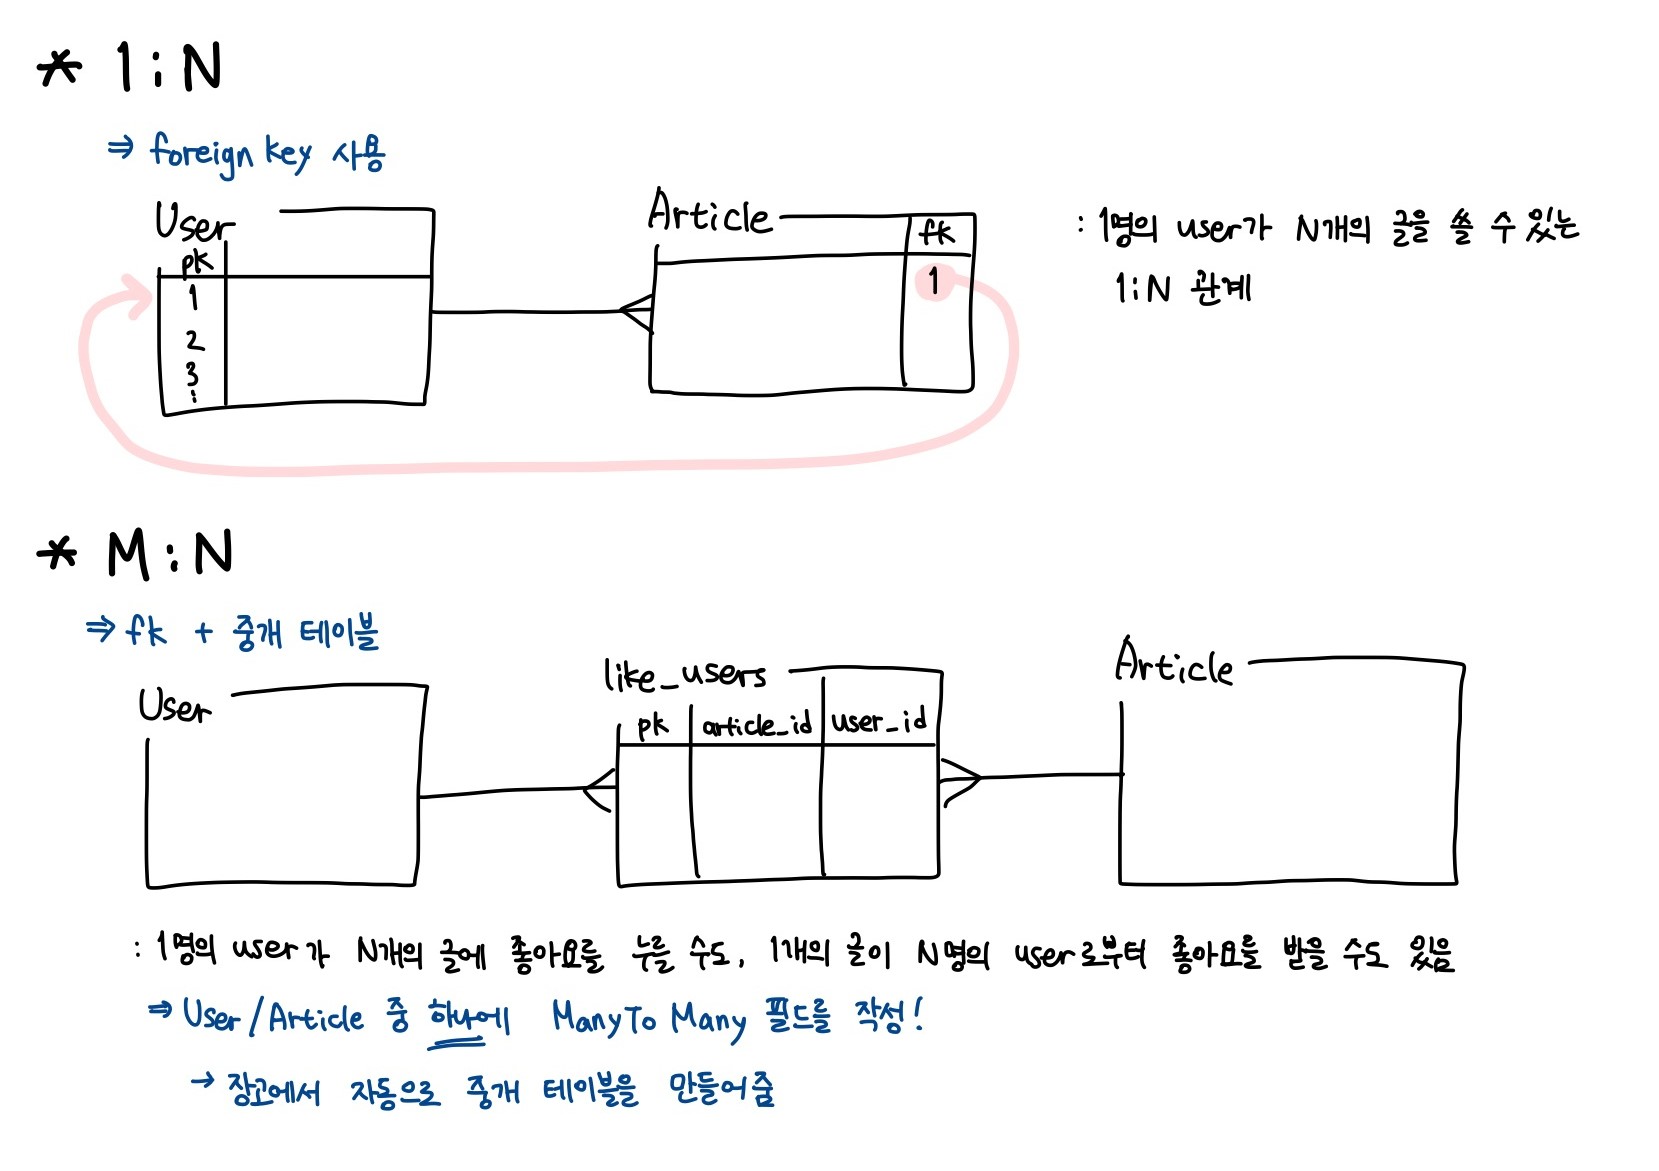 * 1:N
⇒ foreign key 사용
User
pk
1
2
3
⋮
Article
fk
1
: 1명의 user가 N개의 글을 쓸 수 있는
1:N 관계
* M:N
⇒ fk + 중개 테이블
User
like_users
pk article_id user_id
Article
: 1명의 user가 N개의 글에 좋아요를 누를 수도, 1개의 글이 N명의 user로부터 좋아요를 받을 수도 있음
⇒ User/Article 중 하나에 ManyToMany 필드를 작성!
→ 장고에서 자동으로 중개 테이블을 만들어줌